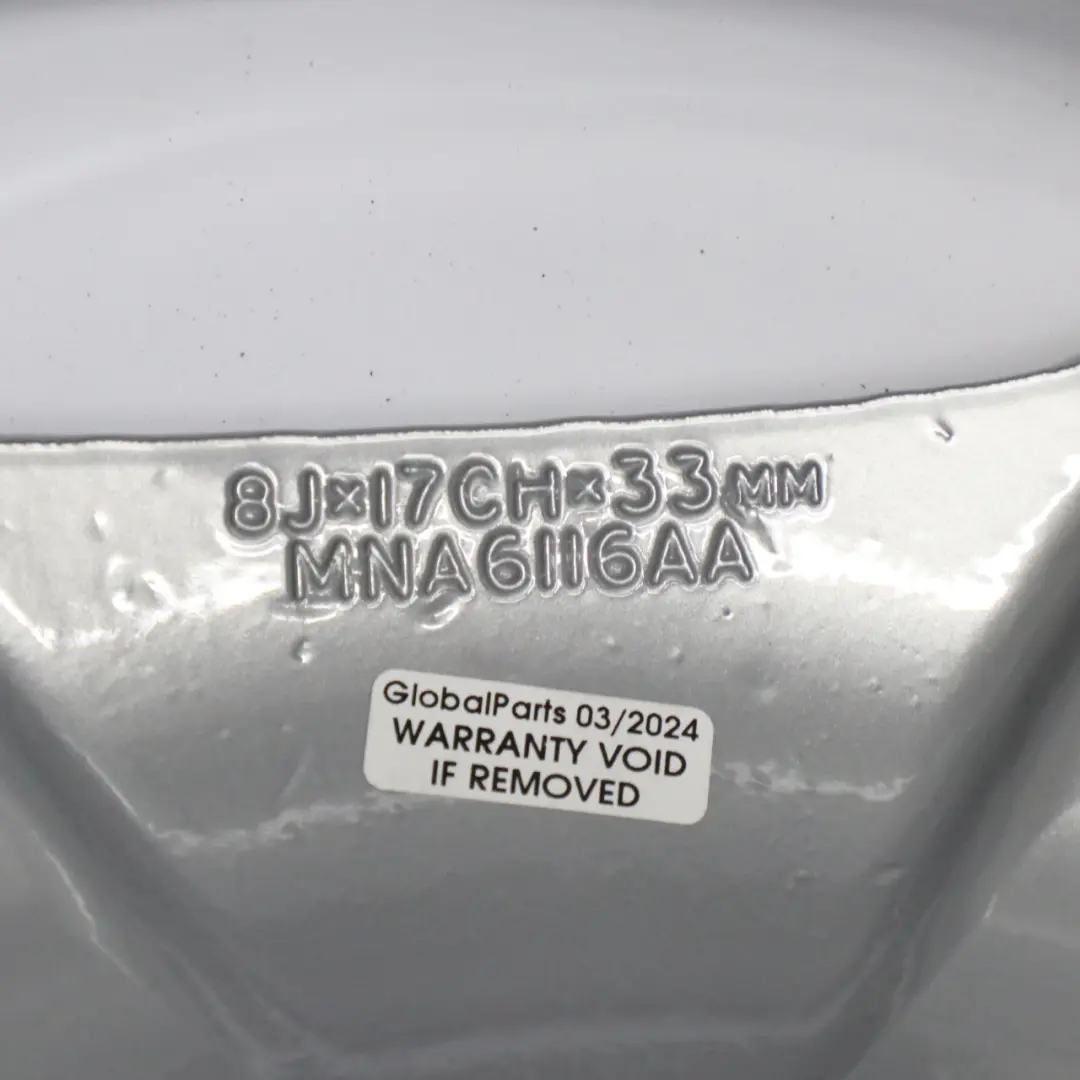 8J×17CH×33MM
MNA6116AA
GlobalParts 03/2024
WARRANTY VOID
IF REMOVED